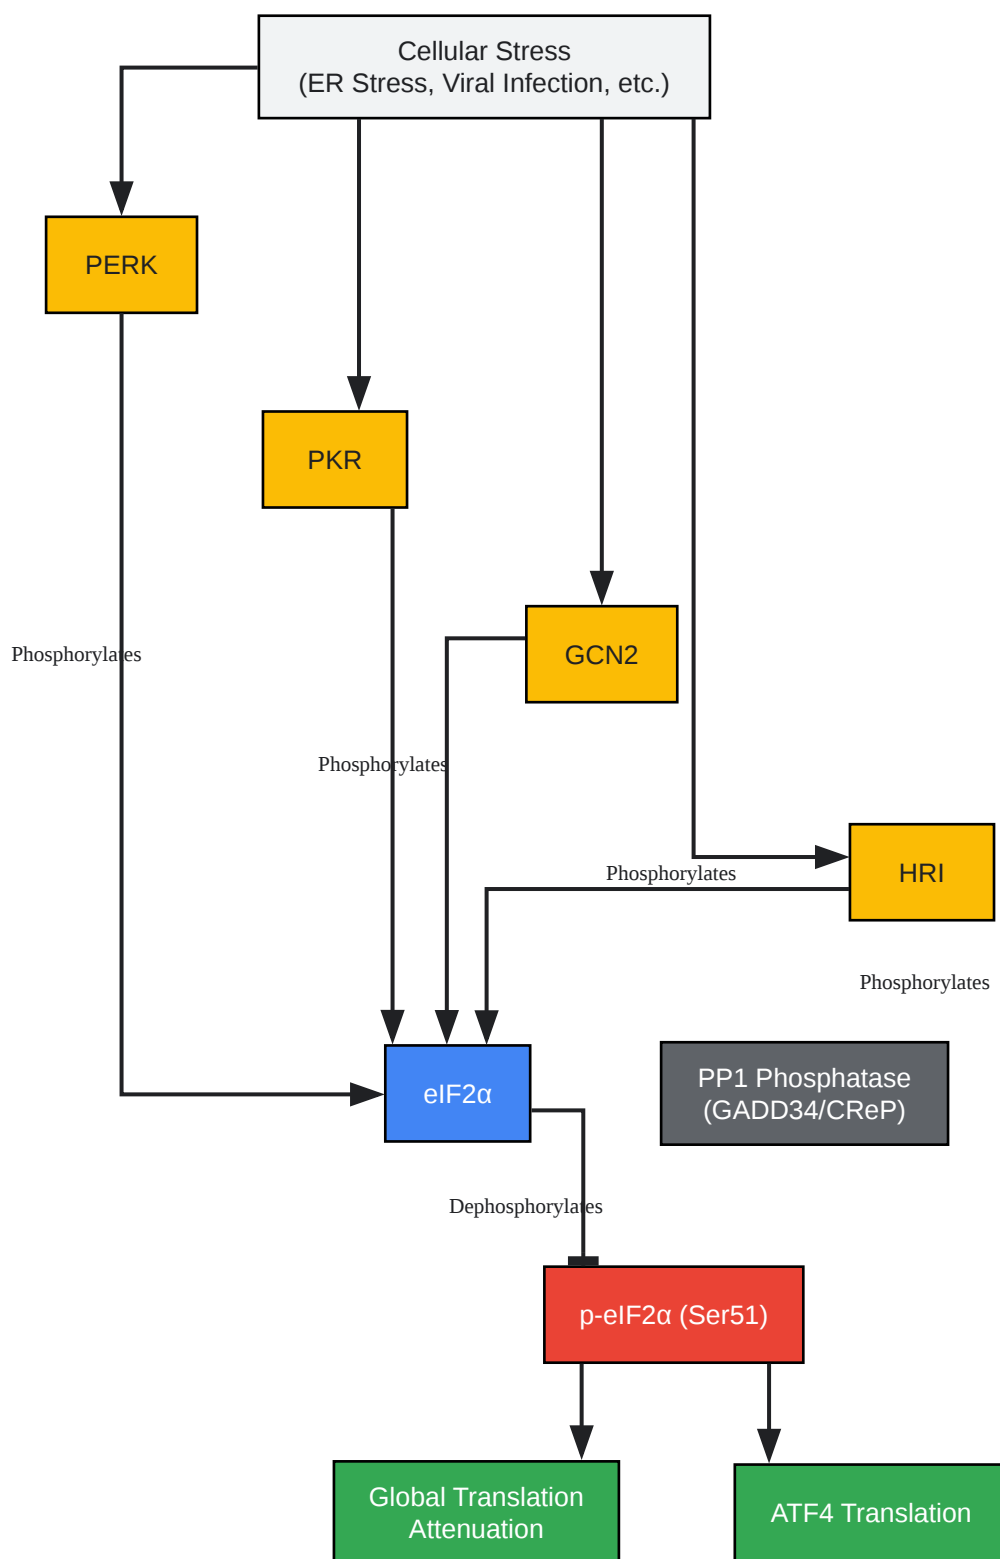 Cellular Stress
(ER Stress, Viral Infection, etc.)
PERK
PKR
GCN2
Phosphorylates
Phosphorylates
HRI
Phosphorylates
Phosphorylates
PP1 Phosphatase
(GADD34/CReP)
eIF2α
Dephosphorylates
p-eIF2α (Ser51)
Global Translation
Attenuation
ATF4 Translation